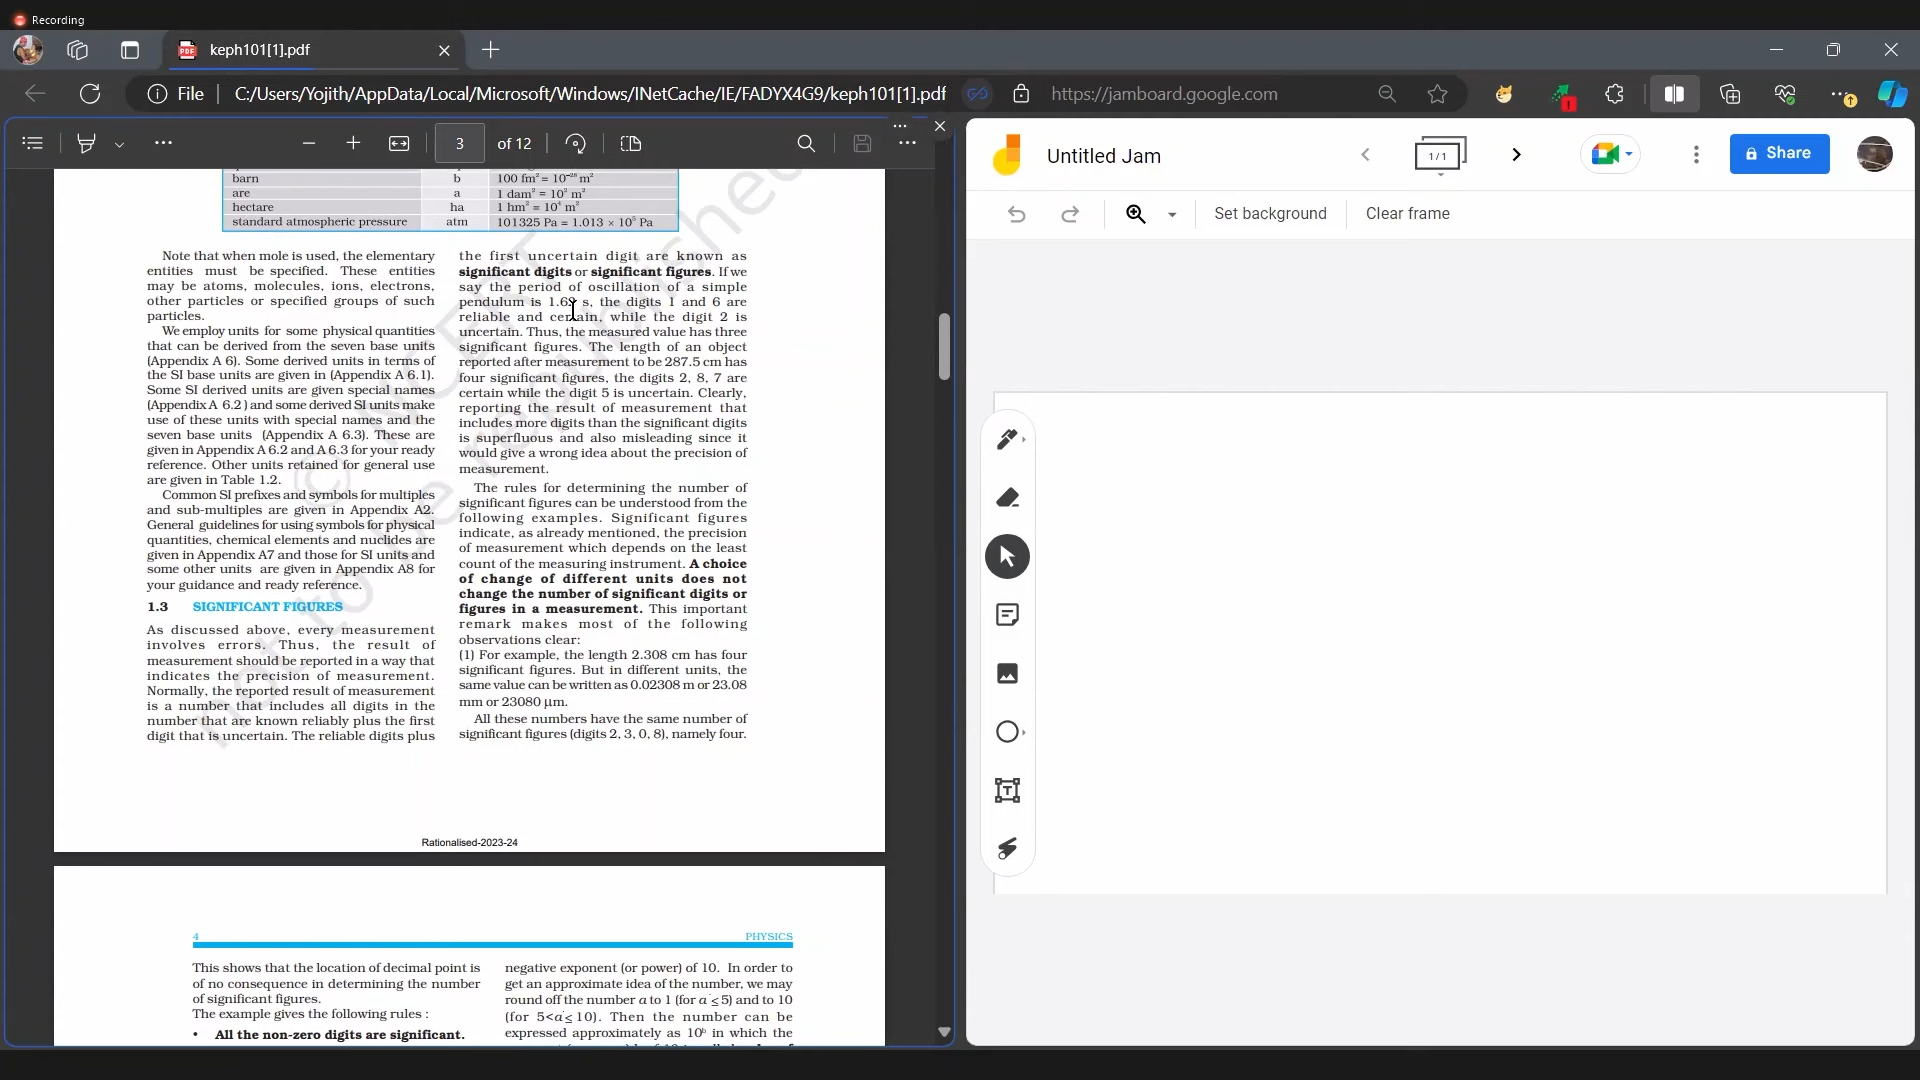 Recording
keph101[1].pdf
File
C:/Users/Yojith/AppData/Local/Microsoft/Windows/INetCache/IE/FADYX4G9/keph101[1].pdf
https://jamboard.google.com
3 of 12
barn b 100 fm² = 10⁻²⁸ m²
are a 1 dam² = 10² m²
hectare ha 1 hm² = 10⁴ m²
standard atmospheric pressure atm 101325 Pa = 1.013 × 10⁵ Pa
Note that when mole is used, the elementary
entities must be specified. These entities
may be atoms, molecules, ions, electrons,
other particles or specified groups of such
particles.
We employ units for some physical quantities
that can be derived from the seven base units
(Appendix A 6). Some derived units in terms of
the SI base units are given in (Appendix A 6.1).
Some SI derived units are given special names
(Appendix A 6.2 ) and some derived SI units make
use of these units with special names and the
seven base units (Appendix A 6.3). These are
given in Appendix A 6.2 and A 6.3 for your ready
reference. Other units retained for general use
are given in Table 1.2.
Common SI prefixes and symbols for multiples
and sub-multiples are given in Appendix A2.
General guidelines for using symbols for physical
quantities, chemical elements and nuclides are
given in Appendix A7 and those for SI units and
some other units are given in Appendix A8 for
your guidance and ready reference.
1.3 SIGNIFICANT FIGURES
As discussed above, every measurement
involves errors. Thus, the result of
measurement should be reported in a way that
indicates the precision of measurement.
Normally, the reported result of measurement
is a number that includes all digits in the
number that are known reliably plus the first
digit that is uncertain. The reliable digits plus
the first uncertain digit are known as
significant digits or significant figures. If we
say the period of oscillation of a simple
pendulum is 1.62 s, the digits 1 and 6 are
reliable and certain, while the digit 2 is
uncertain. Thus, the measured value has three
significant figures. The length of an object
reported after measurement to be 287.5 cm has
four significant figures, the digits 2, 8, 7 are
certain while the digit 5 is uncertain. Clearly,
reporting the result of measurement that
includes more digits than the significant digits
is superfluous and also misleading since it
would give a wrong idea about the precision of
measurement.
The rules for determining the number of
significant figures can be understood from the
following examples. Significant figures
indicate, as already mentioned, the precision
of measurement which depends on the least
count of the measuring instrument. A choice
of change of different units does not
change the number of significant digits or
figures in a measurement. This important
remark makes most of the following
observations clear:
(1) For example, the length 2.308 cm has four
significant figures. But in different units, the
same value can be written as 0.02308 m or 23.08
mm or 23080 µm.
All these numbers have the same number of
significant figures (digits 2, 3, 0, 8), namely four.
© NCERT
not to be republished
Rationalised-2023-24
4 PHYSICS
This shows that the location of decimal point is
of no consequence in determining the number
of significant figures.
The example gives the following rules :
• All the non-zero digits are significant.
negative exponent (or power) of 10. In order to
get an approximate idea of the number, we may
round off the number a to 1 (for a ≤ 5) and to 10
(for 5<a ≤ 10). Then the number can be
expressed approximately as 10ᵇ in which the
Untitled Jam
1 / 1
Share
Set background
Clear frame